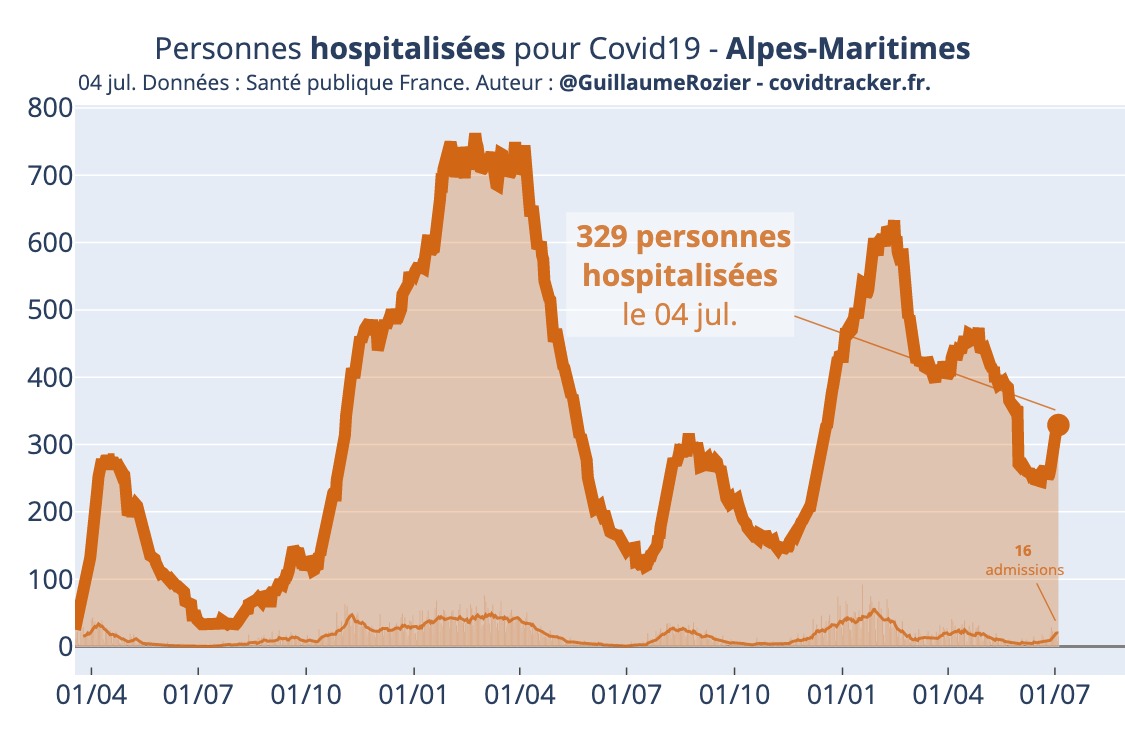 Personnes hospitalisées pour Covid19 - Alpes-Maritimes
04 jul. Données : Santé publique France. Auteur : @GuillaumeRozier - covidtracker.fr.
800
700
600
500
400
300
200
100
0
329 personnes
hospitalisées
le 04 jul.
16
admissions
01/04 01/07 01/10 01/01 01/04 01/07 01/10 01/01 01/04 01/07